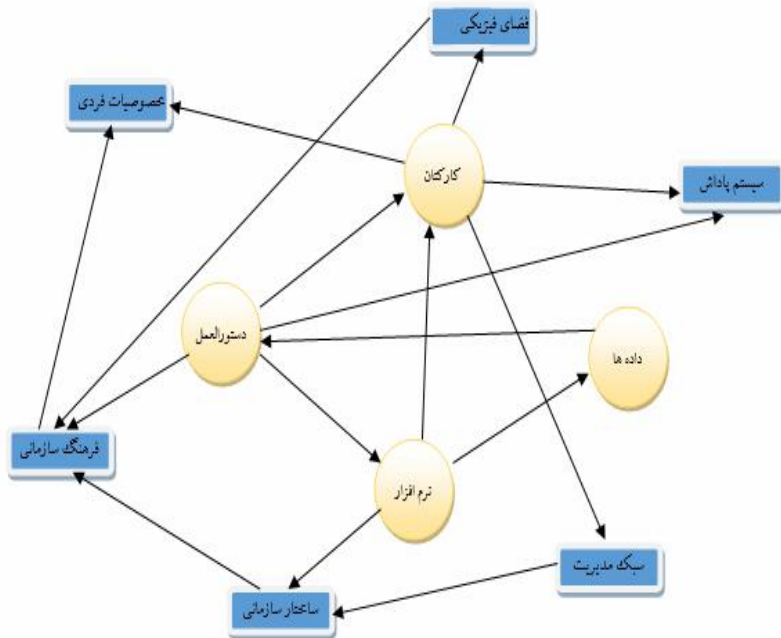 فضای فیزیکی
خصوصیات فردی
کارکنان
سیستم پاداش
دستورالعمل
داده ها
فرهنگ سازمانی
نرم افزار
سبک مدیریت
ساختار سازمانی